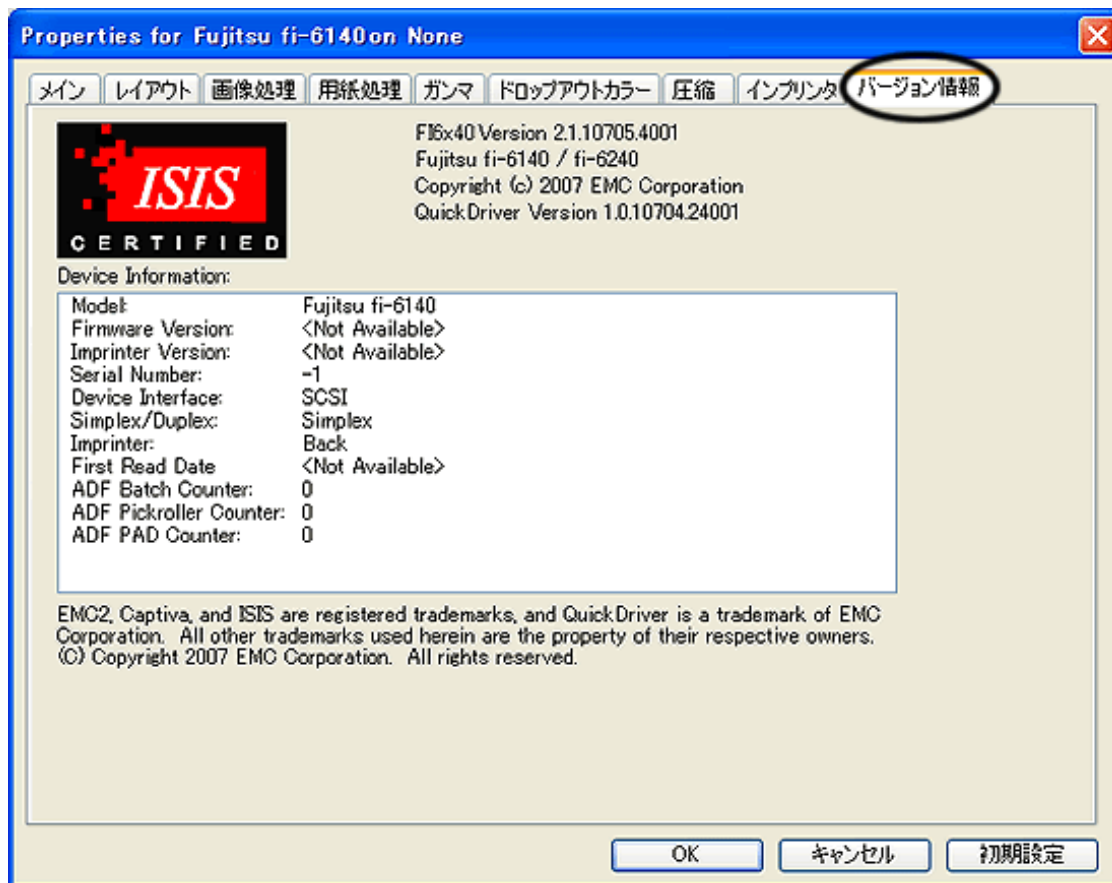 Properties for Fujitsu fi-6140on None
メイン レイアウト 画像処理 用紙処理 ガンマ ドロップアウトカラー 圧縮 インプリンタ バージョン情報
ISIS
CERTIFIED
FI6x40 Version 2.1.10705.4001
Fujitsu fi-6140 / fi-6240
Copyright (c) 2007 EMC Corporation
QuickDriver Version 1.0.10704.24001
Device Information:
Model: Fujitsu fi-6140
Firmware Version: <Not Available>
Imprinter Version: <Not Available>
Serial Number: -1
Device Interface: SCSI
Simplex/Duplex: Simplex
Imprinter: Back
First Read Date <Not Available>
ADF Batch Counter: 0
ADF Pickroller Counter: 0
ADF PAD Counter: 0
EMC2, Captiva, and ISIS are registered trademarks, and QuickDriver is a trademark of EMC
Corporation. All other trademarks used herein are the property of their respective owners.
(C) Copyright 2007 EMC Corporation. All rights reserved.
OK キャンセル 初期設定